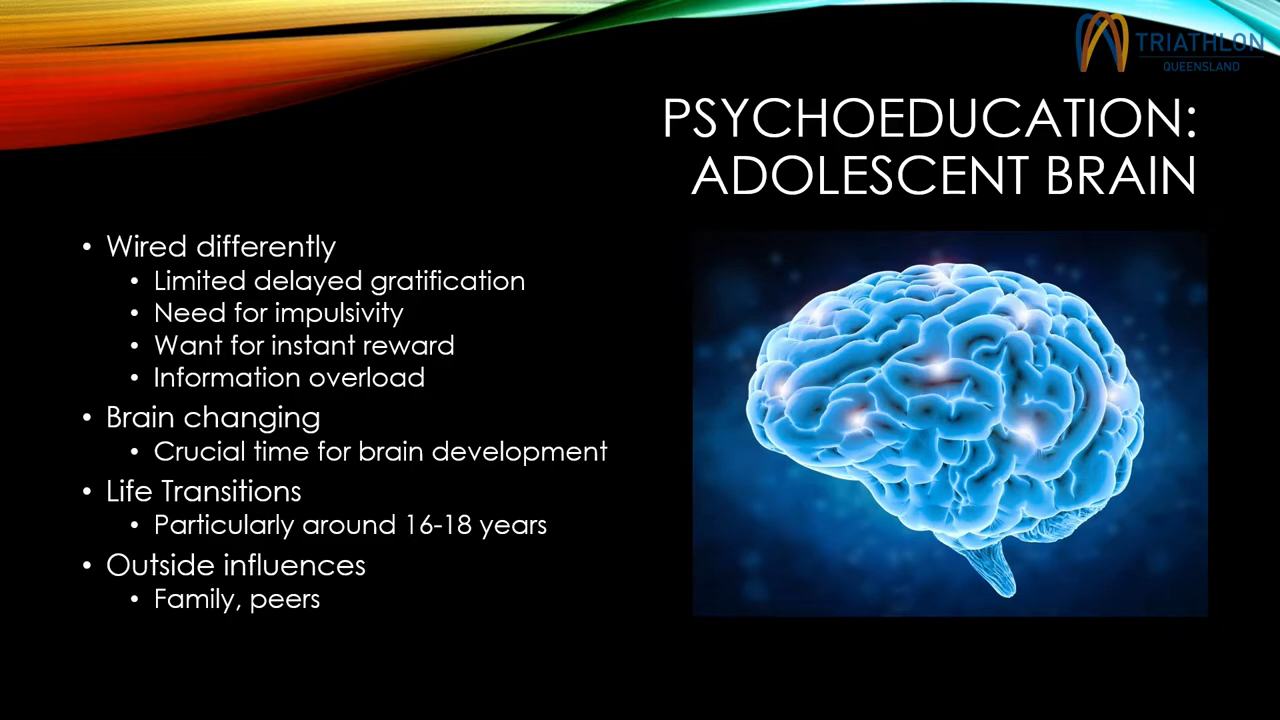 TRIATHLON
QUEENSLAND
PSYCHOEDUCATION:
ADOLESCENT BRAIN
• Wired differently
• Limited delayed gratification
• Need for impulsivity
• Want for instant reward
• Information overload
• Brain changing
• Crucial time for brain development
• Life Transitions
• Particularly around 16-18 years
• Outside influences
• Family, peers